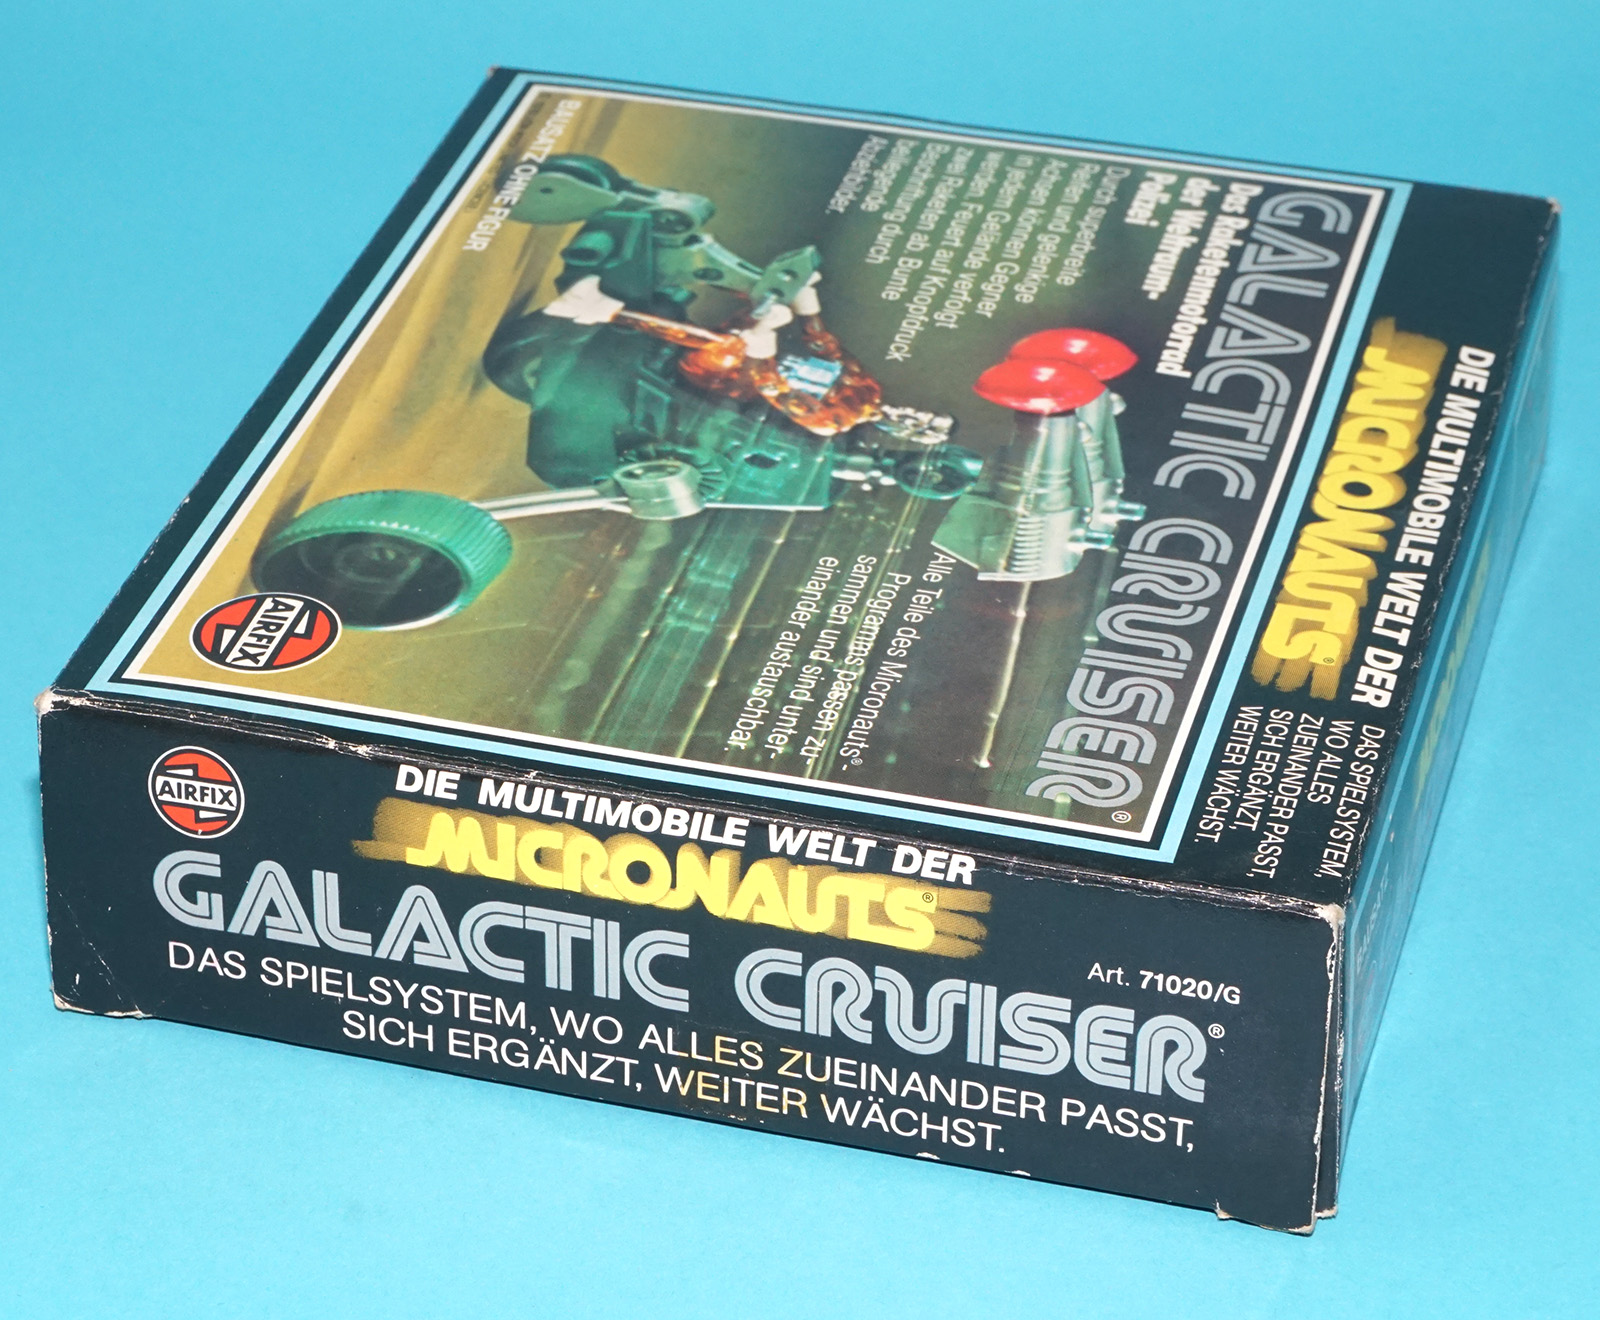 DIE MULTIMOBILE WELT DER
MICRONAUTS®
DAS SPIELSYSTEM,
WO ALLES
ZUEINANDER PASST,
SICH ERGÄNZT,
WEITER WÄCHST.
GALACTIC CRUISER®
Das Raketenmotorrad
der Weltraum-
Polizei
Durch superbreite
Reifen und gelenkige
Achsen können Gegner
in jedem Gelände verfolgt
werden. Feuert auf Knopfdruck
zwei Raketen ab. Bunte
Beschriftung durch
beiliegende
Abziehbilder.
Alle Teile des Micronauts®-
Programms passen zu-
sammen und sind unter-
einander austauschbar.
BAUSATZ OHNE FIGUR
AIRFIX
AIRFIX
DIE MULTIMOBILE WELT DER
MICRONAUTS®
Art. 71020/G
GALACTIC CRUISER®
DAS SPIELSYSTEM, WO ALLES ZUEINANDER PASST,
SICH ERGÄNZT, WEITER WÄCHST.